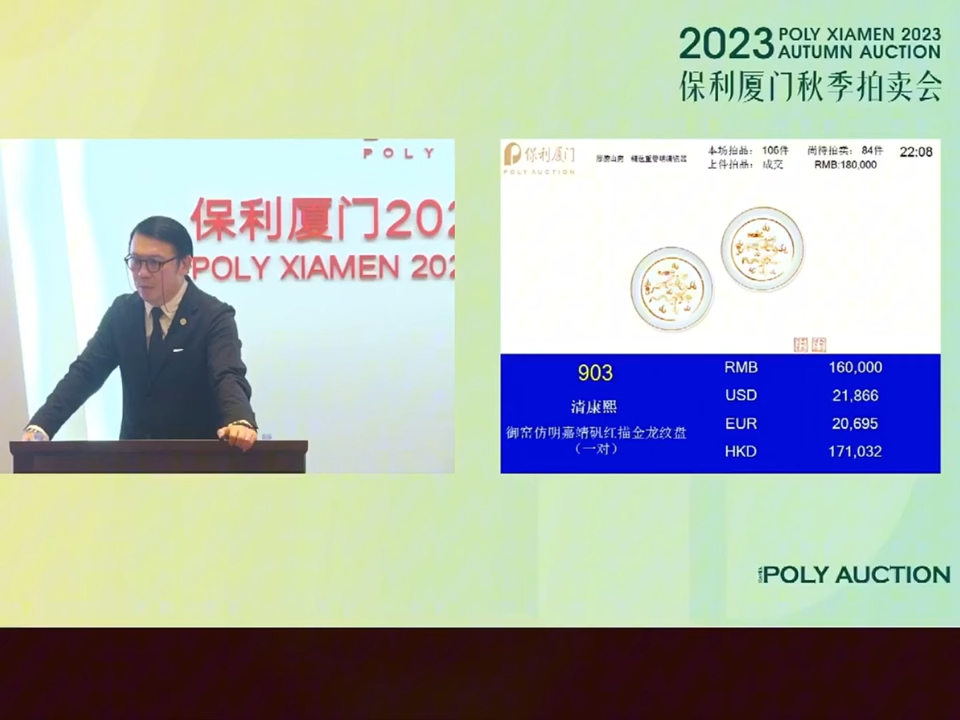 2023 POLY XIAMEN 2023
AUTUMN AUCTION
保利厦门秋季拍卖会
POLY
保利厦门202
POLY XIAMEN 202
保利厦门
POLY AUCTION
本场拍品: 106件
尚待拍卖: 84件
22:08
上件拍品: 成交
RMB:180,000
903
清康熙
御窑仿明嘉靖矾红描金龙纹盘
(一对)
RMB 160,000
USD 21,866
EUR 20,695
HKD 171,032
POLY AUCTION